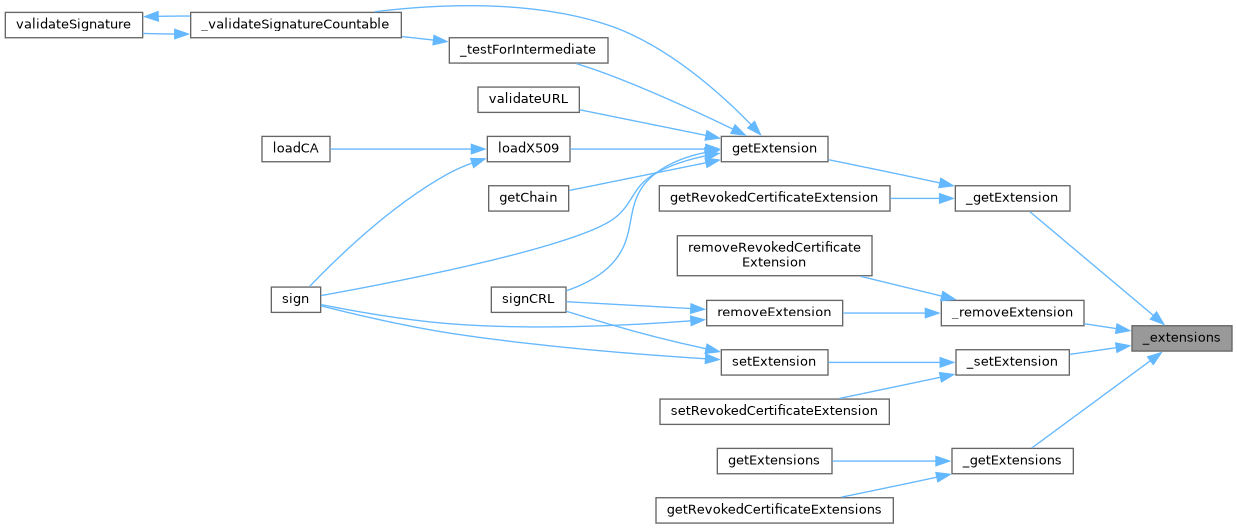 validateSignature
_validateSignatureCountable
_testForIntermediate
validateURL
loadCA
loadX509
getExtension
getChain
getRevokedCertificateExtension
_getExtension
removeRevokedCertificate
Extension
sign
signCRL
removeExtension
_removeExtension
_extensions
setExtension
_setExtension
setRevokedCertificateExtension
getExtensions
_getExtensions
getRevokedCertificateExtensions